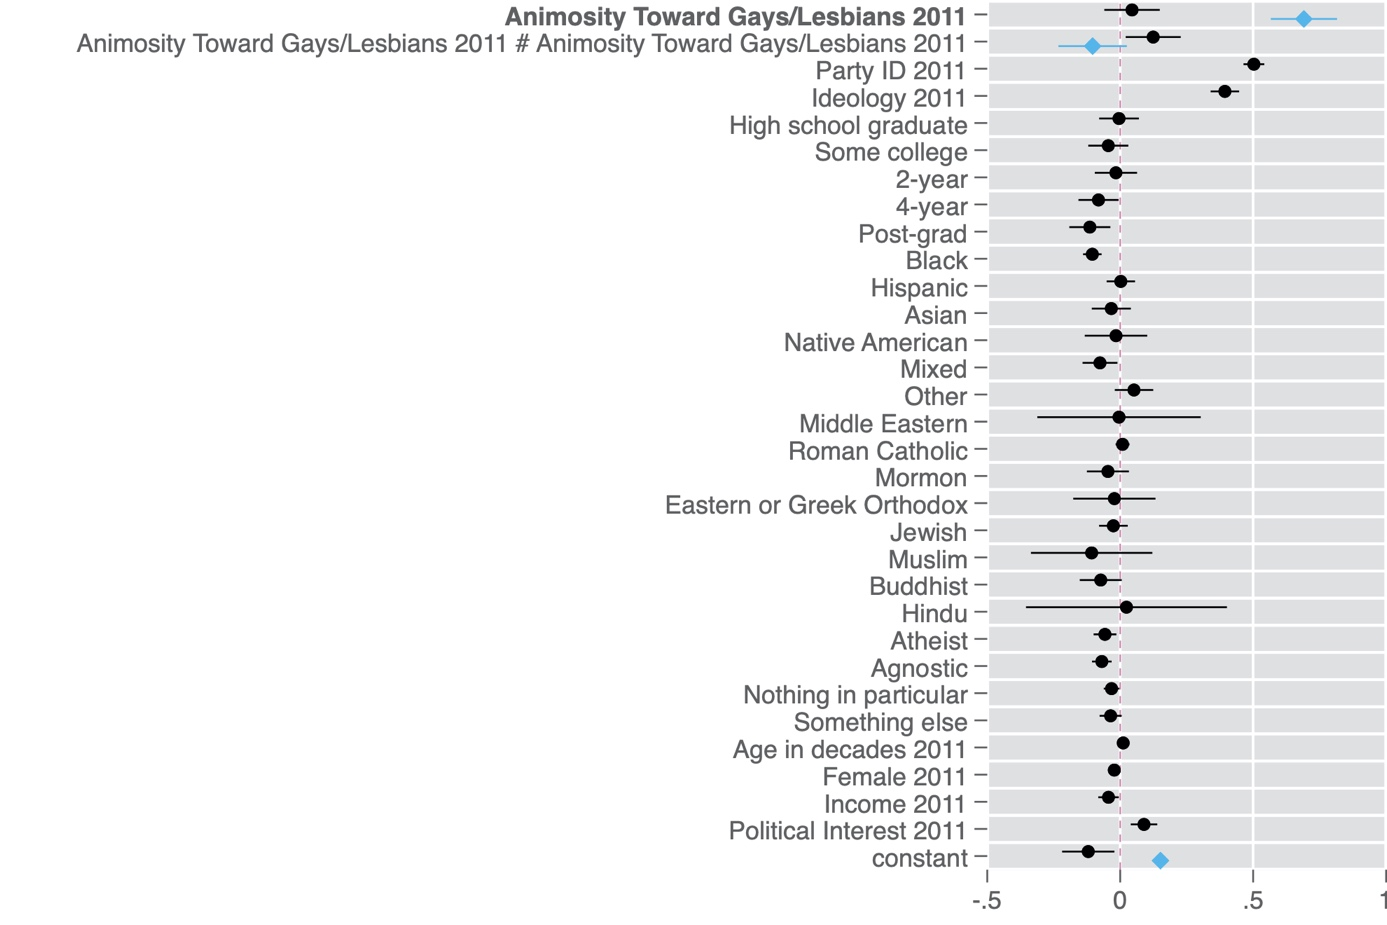 Animosity Toward Gays/Lesbians 2011
Animosity Toward Gays/Lesbians 2011 # Animosity Toward Gays/Lesbians 2011
Party ID 2011
Ideology 2011
High school graduate
Some college
2-year
4-year
Post-grad
Black
Hispanic
Asian
Native American
Mixed
Other
Middle Eastern
Roman Catholic
Mormon
Eastern or Greek Orthodox
Jewish
Muslim
Buddhist
Hindu
Atheist
Agnostic
Nothing in particular
Something else
Age in decades 2011
Female 2011
Income 2011
Political Interest 2011
constant
-.5 0 .5 1